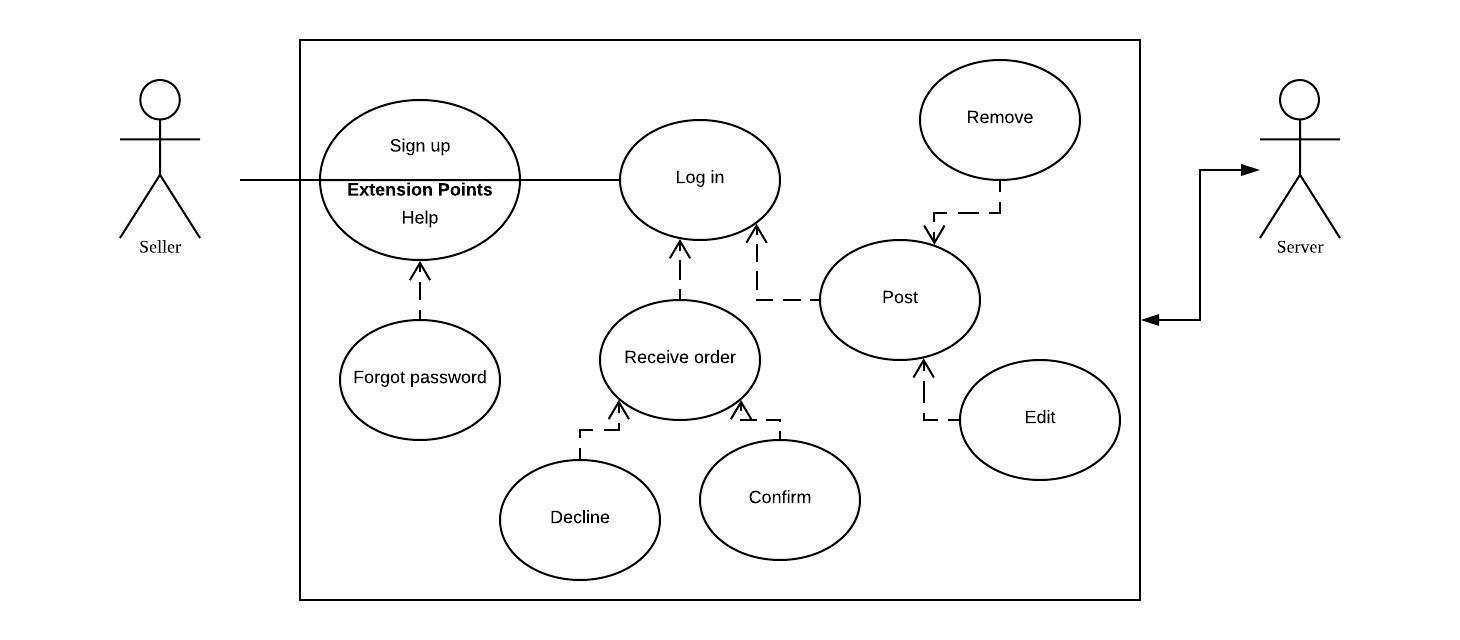 Seller
Sign up
Extension Points
Help
Forgot password
Log in
Receive order
Decline
Confirm
Remove
Post
Edit
Server